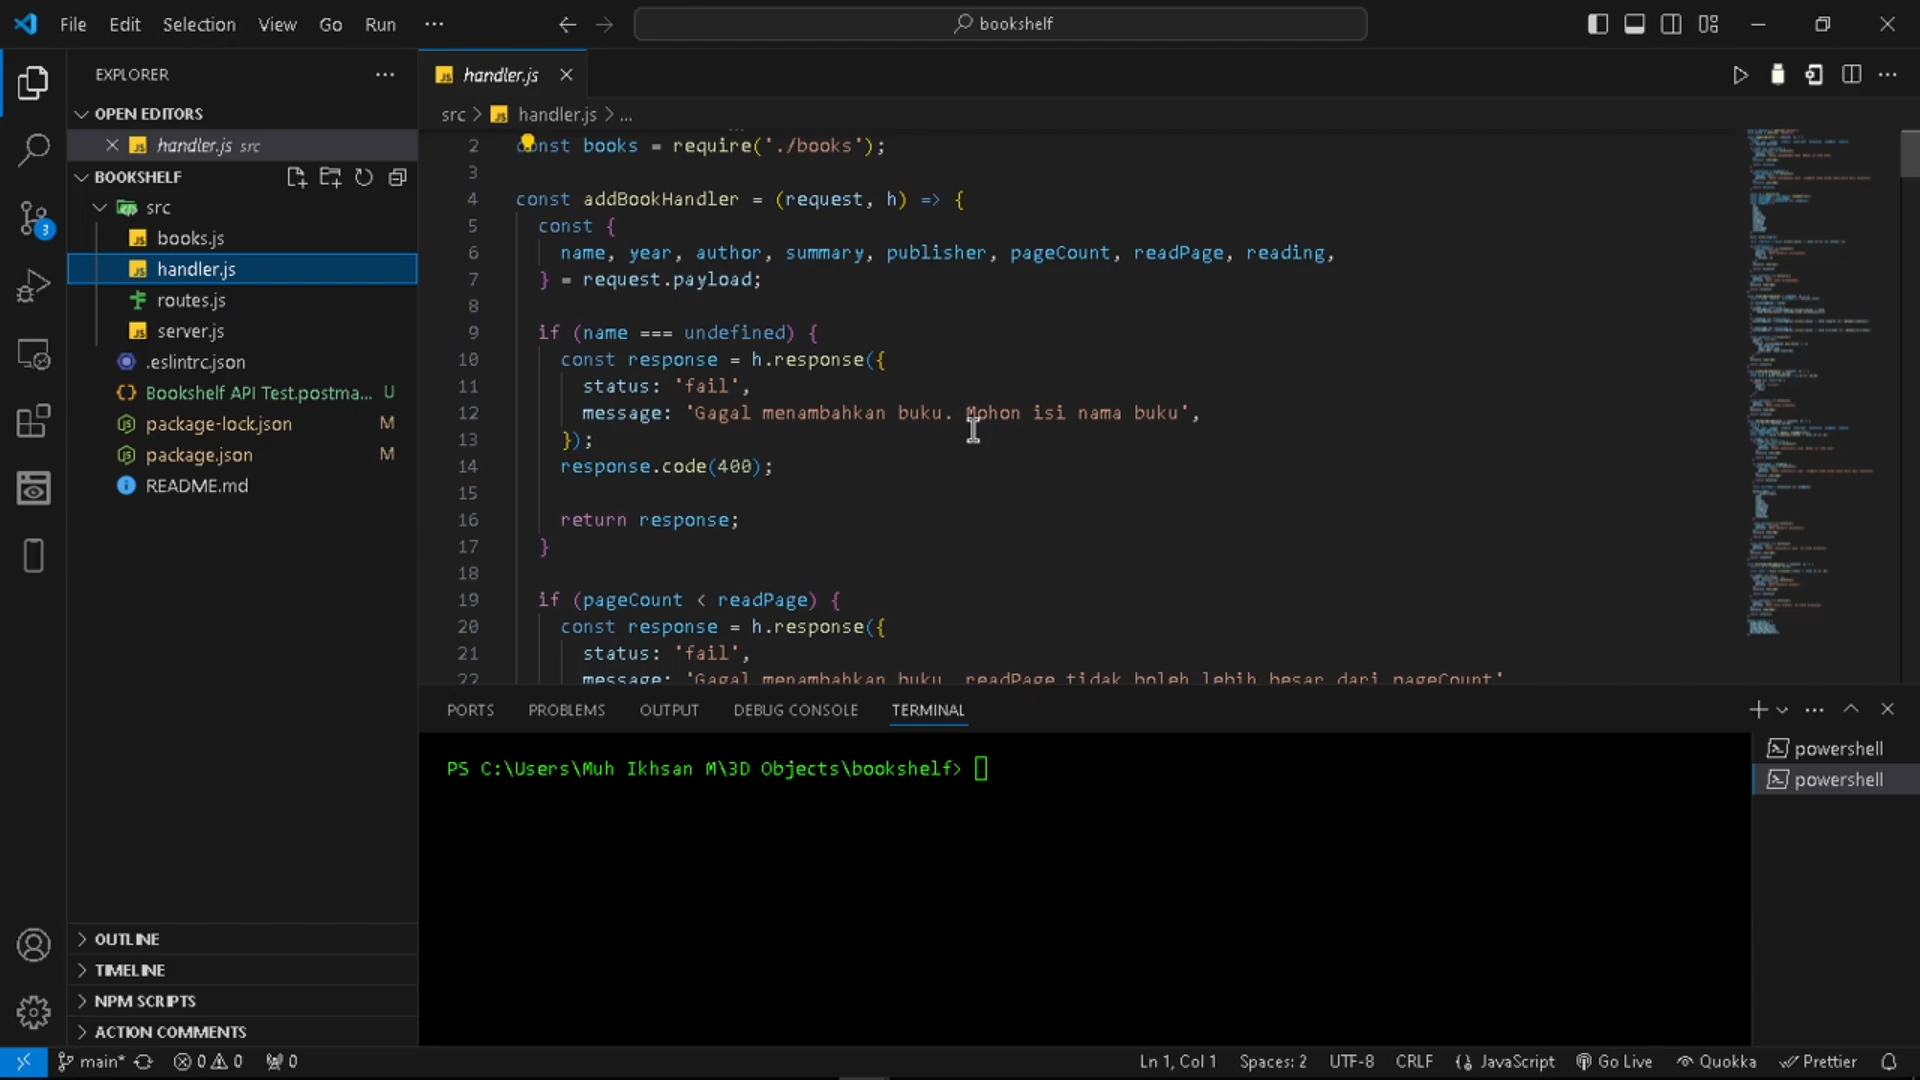 File Edit Selection View Go Run ··· bookshelf
EXPLORER ···
OPEN EDITORS
handler.js src
BOOKSHELF
src
books.js
handler.js
routes.js
server.js
.eslintrc.json
Bookshelf API Test.postma... U
package-lock.json M
package.json M
README.md
OUTLINE
TIMELINE
NPM SCRIPTS
ACTION COMMENTS
handler.js
src > handler.js > ...
2 const books = require('./books');
3
4 const addBookHandler = (request, h) => {
5 const {
6 name, year, author, summary, publisher, pageCount, readPage, reading,
7 } = request.payload;
8
9 if (name === undefined) {
10 const response = h.response({
11 status: 'fail',
12 message: 'Gagal menambahkan buku. Mohon isi nama buku',
13 });
14 response.code(400);
15
16 return response;
17 }
18
19 if (pageCount < readPage) {
20 const response = h.response({
21 status: 'fail',
22 message: 'Gagal menambahkan buku. readPage tidak boleh lebih besar dari pageCount'
PORTS PROBLEMS OUTPUT DEBUG CONSOLE TERMINAL
PS C:\Users\Muh Ikhsan M\3D Objects\bookshelf>
powershell
powershell
3
main* 0 0 0 Ln 1, Col 1 Spaces: 2 UTF-8 CRLF {} JavaScript Go Live Quokka Prettier